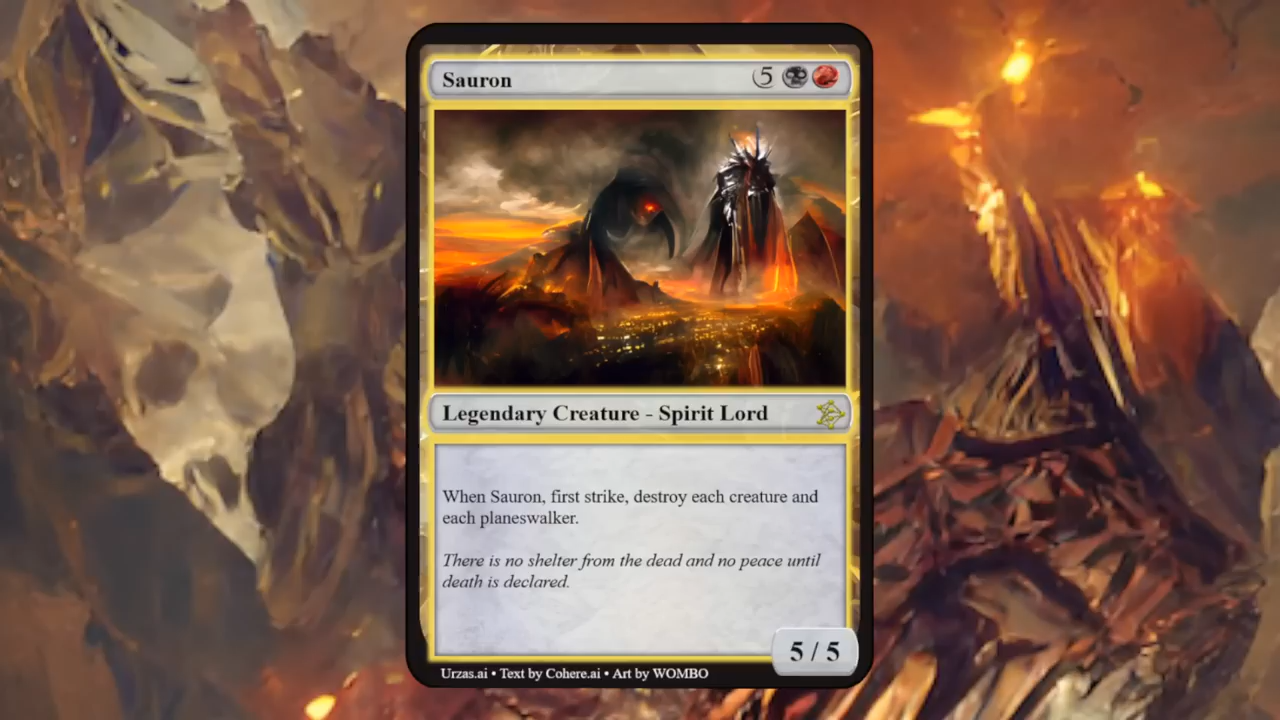 Sauron 5
Legendary Creature - Spirit Lord
When Sauron, first strike, destroy each creature and
each planeswalker.
There is no shelter from the dead and no peace until
death is declared.
5 / 5
Urzas.ai • Text by Cohere.ai • Art by WOMBO